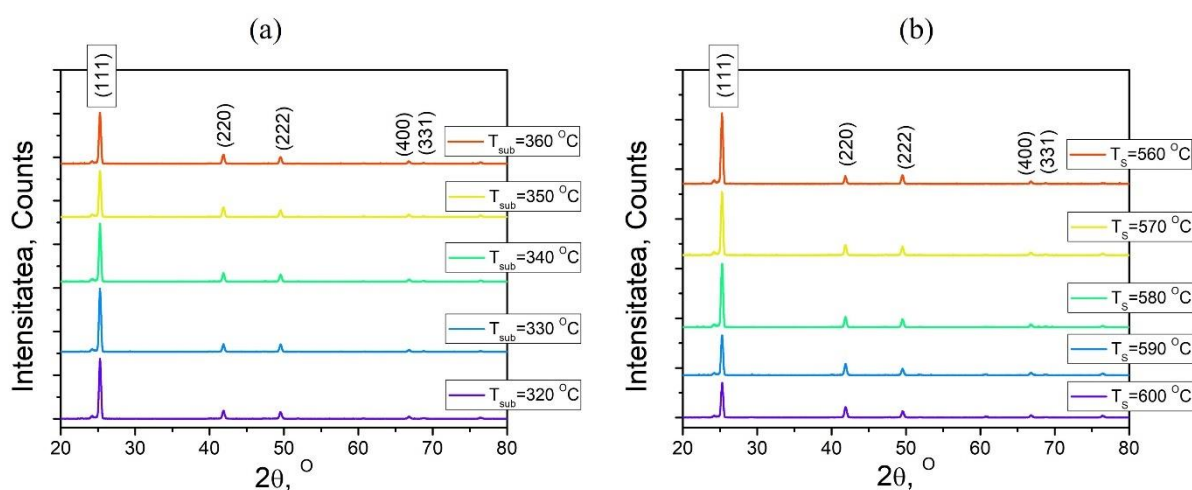 (a)
(111)
(220)
(222)
(400)
(331)
T_sub=360 °C
T_sub=350 °C
T_sub=340 °C
T_sub=330 °C
T_sub=320 °C
Intensitatea, Counts
20 30 40 50 60 70 80
2θ, °
(b)
(111)
(220)
(222)
(400)
(331)
T_S=560 °C
T_S=570 °C
T_S=580 °C
T_S=590 °C
T_S=600 °C
Intensitatea, Counts
20 30 40 50 60 70 80
2θ, °